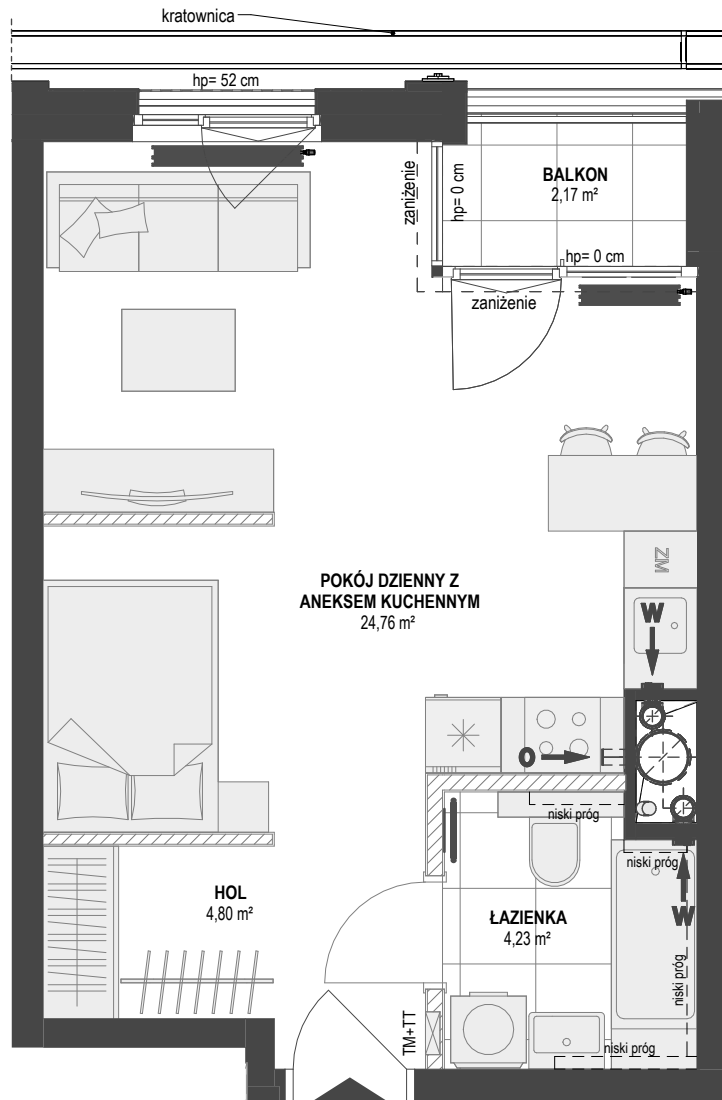 kratownica
hp= 52 cm
zaniżenie
hp= 0 cm
BALKON
2,17 m²
hp= 0 cm
zaniżenie
ZM
POKÓJ DZIENNY Z
ANEKSEM KUCHENNYM
24,76 m²
W
O
niski próg
niski próg
HOL
4,80 m²
ŁAZIENKA
4,23 m²
W
niski próg
TM+TT
niski próg